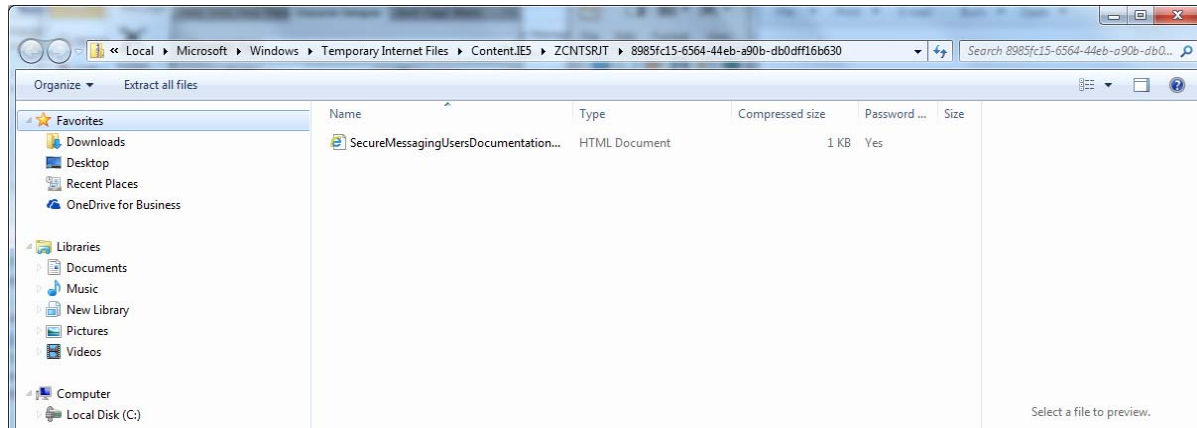 « Local ▸ Microsoft ▸ Windows ▸ Temporary Internet Files ▸ Content.IE5 ▸ ZCNTSRJT ▸ 8985fc15-6564-44eb-a90b-db0dff16b630 Search 8985fc15-6564-44eb-a90b-db0...
Organize Extract all files
Name Type Compressed size Password ... Size
Favorites
SecureMessagingUsersDocumentation... HTML Document 1 KB Yes
Downloads
Desktop
Recent Places
OneDrive for Business
Libraries
Documents
Music
New Library
Pictures
Videos
Computer
Local Disk (C:)
Select a file to preview.